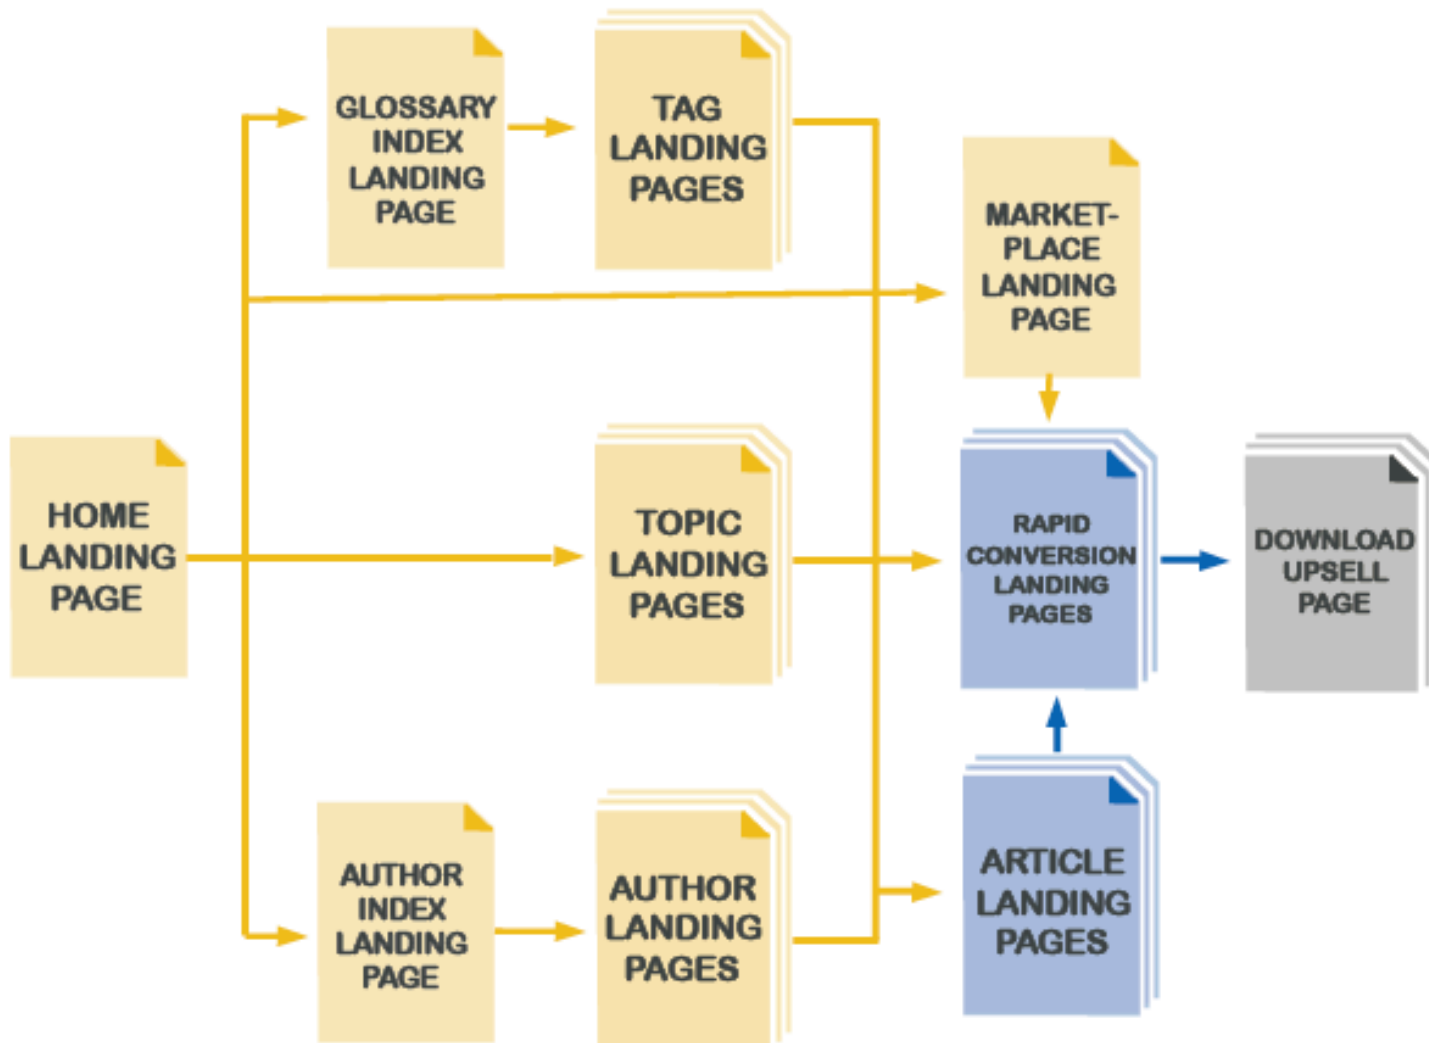 GLOSSARY
INDEX
LANDING
PAGE
TAG
LANDING
PAGES
MARKET-
PLACE
LANDING
PAGE
HOME
LANDING
PAGE
TOPIC
LANDING
PAGES
RAPID
CONVERSION
LANDING
PAGES
DOWNLOAD
UPSELL
PAGE
AUTHOR
INDEX
LANDING
PAGE
AUTHOR
LANDING
PAGES
ARTICLE
LANDING
PAGES